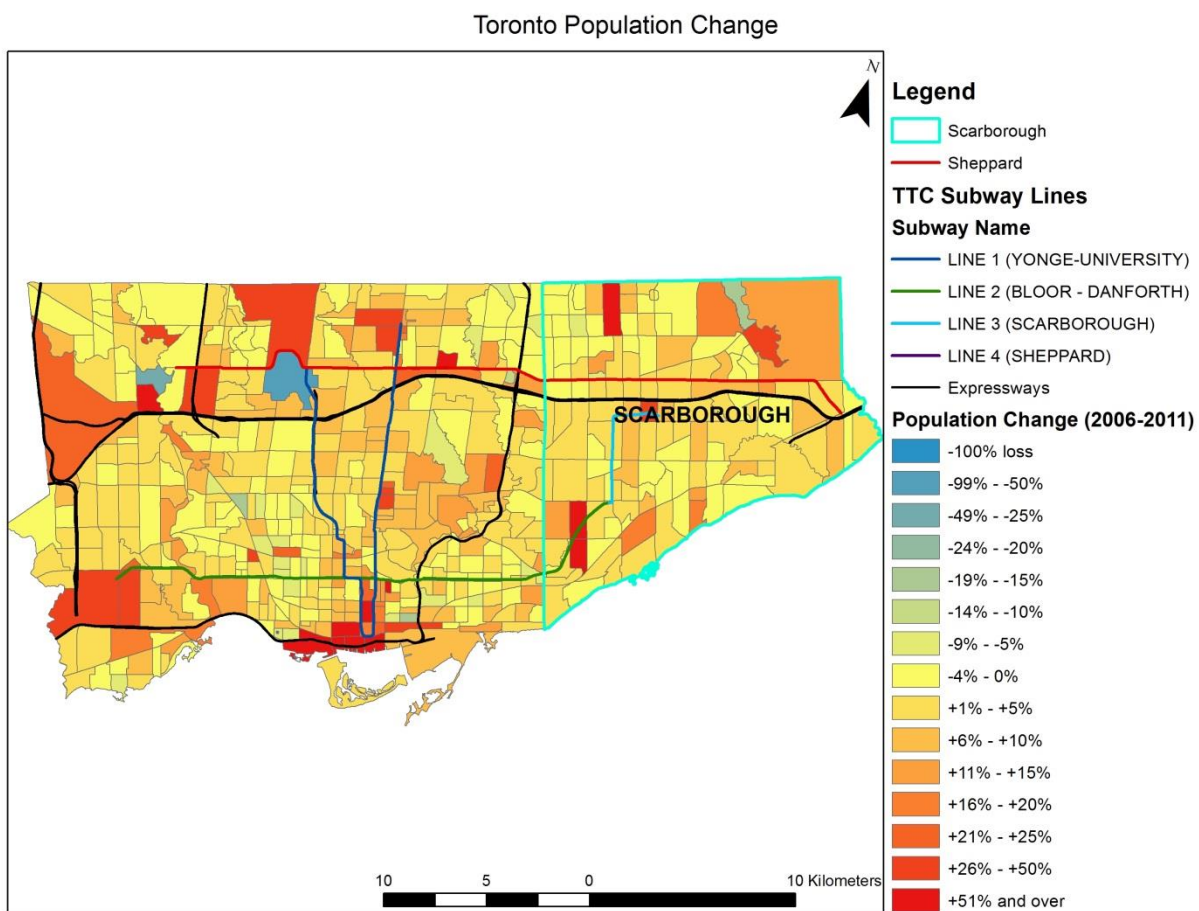 Toronto Population Change
N
Legend
Scarborough
Sheppard
TTC Subway Lines
Subway Name
LINE 1 (YONGE-UNIVERSITY)
LINE 2 (BLOOR - DANFORTH)
LINE 3 (SCARBOROUGH)
LINE 4 (SHEPPARD)
Expressways
Population Change (2006-2011)
-100% loss
-99% - -50%
-49% - -25%
-24% - -20%
-19% - -15%
-14% - -10%
-9% - -5%
-4% - 0%
+1% - +5%
+6% - +10%
+11% - +15%
+16% - +20%
+21% - +25%
+26% - +50%
+51% and over
SCARBOROUGH
10 5 0 10 Kilometers